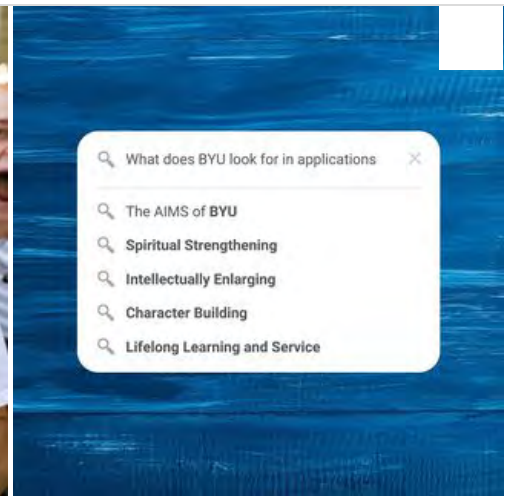 What does BYU look for in applications
The AIMS of BYU
Spiritual Strengthening
Intellectually Enlarging
Character Building
Lifelong Learning and Service